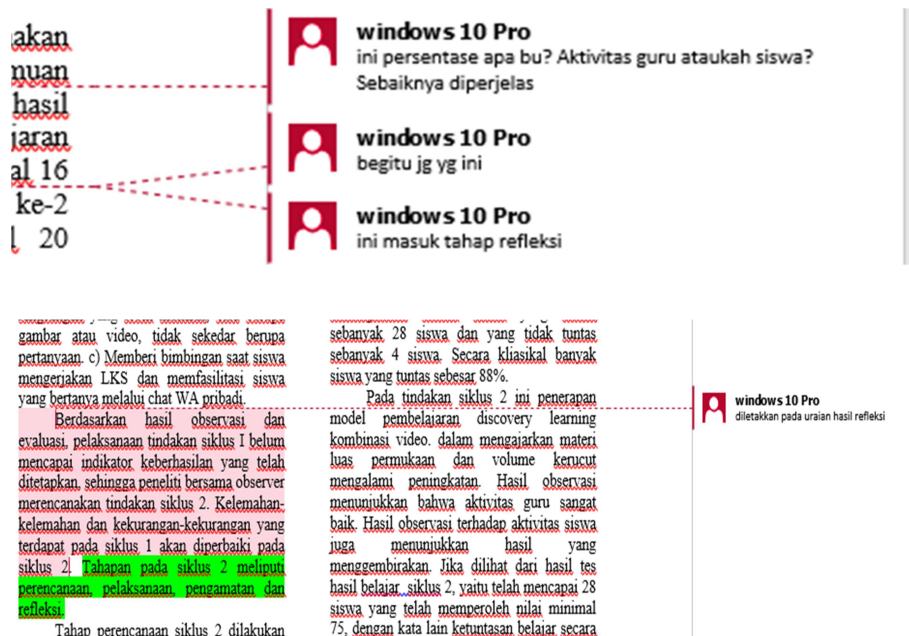 akan
muan
hasil
jaran
al 16
ke-2
l 20
windows 10 Pro
ini persentase apa bu? Aktivitas guru ataukah siswa?
Sebaiknya diperjelas
windows 10 Pro
begitu jg yg ini
windows 10 Pro
ini masuk tahap refleksi
gambar atau video, tidak sekedar berupa
pertanyaan. c) Memberi bimbingan saat siswa
mengerjakan LKS dan memfasilitasi siswa
yang bertanya melalui chat WA pribadi.
Berdasarkan hasil observasi dan
evaluasi, pelaksanaan tindakan siklus I belum
mencapai indikator keberhasilan yang telah
ditetapkan, sehingga peneliti bersama observer
merencanakan tindakan siklus 2. Kelemahan-
kelemahan dan kekurangan-kekurangan yang
terdapat pada siklus 1 akan diperbaiki pada
siklus 2. Tahapan pada siklus 2 meliputi
perencanaan, pelaksanaan, pengamatan dan
refleksi.
Tahap perencanaan siklus 2 dilakukan
sebanyak 28 siswa dan yang tidak tuntas
sebanyak 4 siswa. Secara kliasikal banyak
siswa yang tuntas sebesar 88%.
Pada tindakan siklus 2 ini penerapan
model pembelajaran discovery learning
kombinasi video. dalam mengajarkan materi
luas permukaan dan volume kerucut
mengalami peningkatan. Hasil observasi
menunjukkan bahwa aktivitas guru sangat
baik. Hasil observasi terhadap aktivitas siswa
juga menunjukkan hasil yang
menggembirakan. Jika dilihat dari hasil tes
hasil belajar siklus 2, yaitu telah mencapai 28
siswa yang telah memperoleh nilai minimal
75, dengan kata lain ketuntasan belajar secara
windows 10 Pro
diletakkan pada uraian hasil refleksi